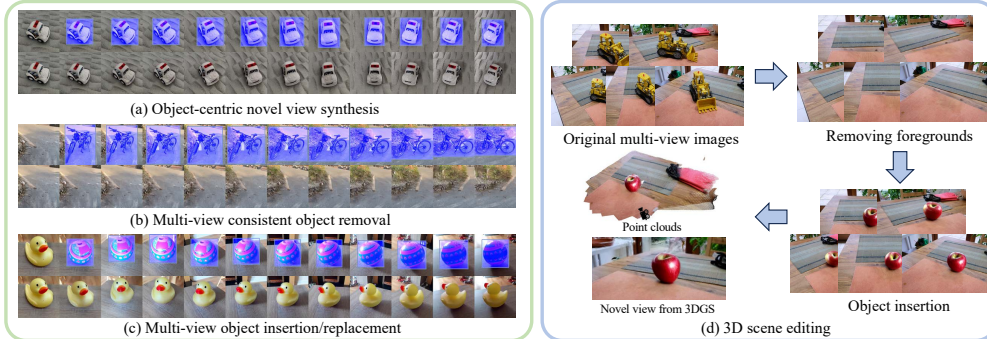 (a) Object-centric novel view synthesis
(b) Multi-view consistent object removal
(c) Multi-view object insertion/replacement
Original multi-view images
Removing foregrounds
Point clouds
Novel view from 3DGS
Object insertion
(d) 3D scene editing